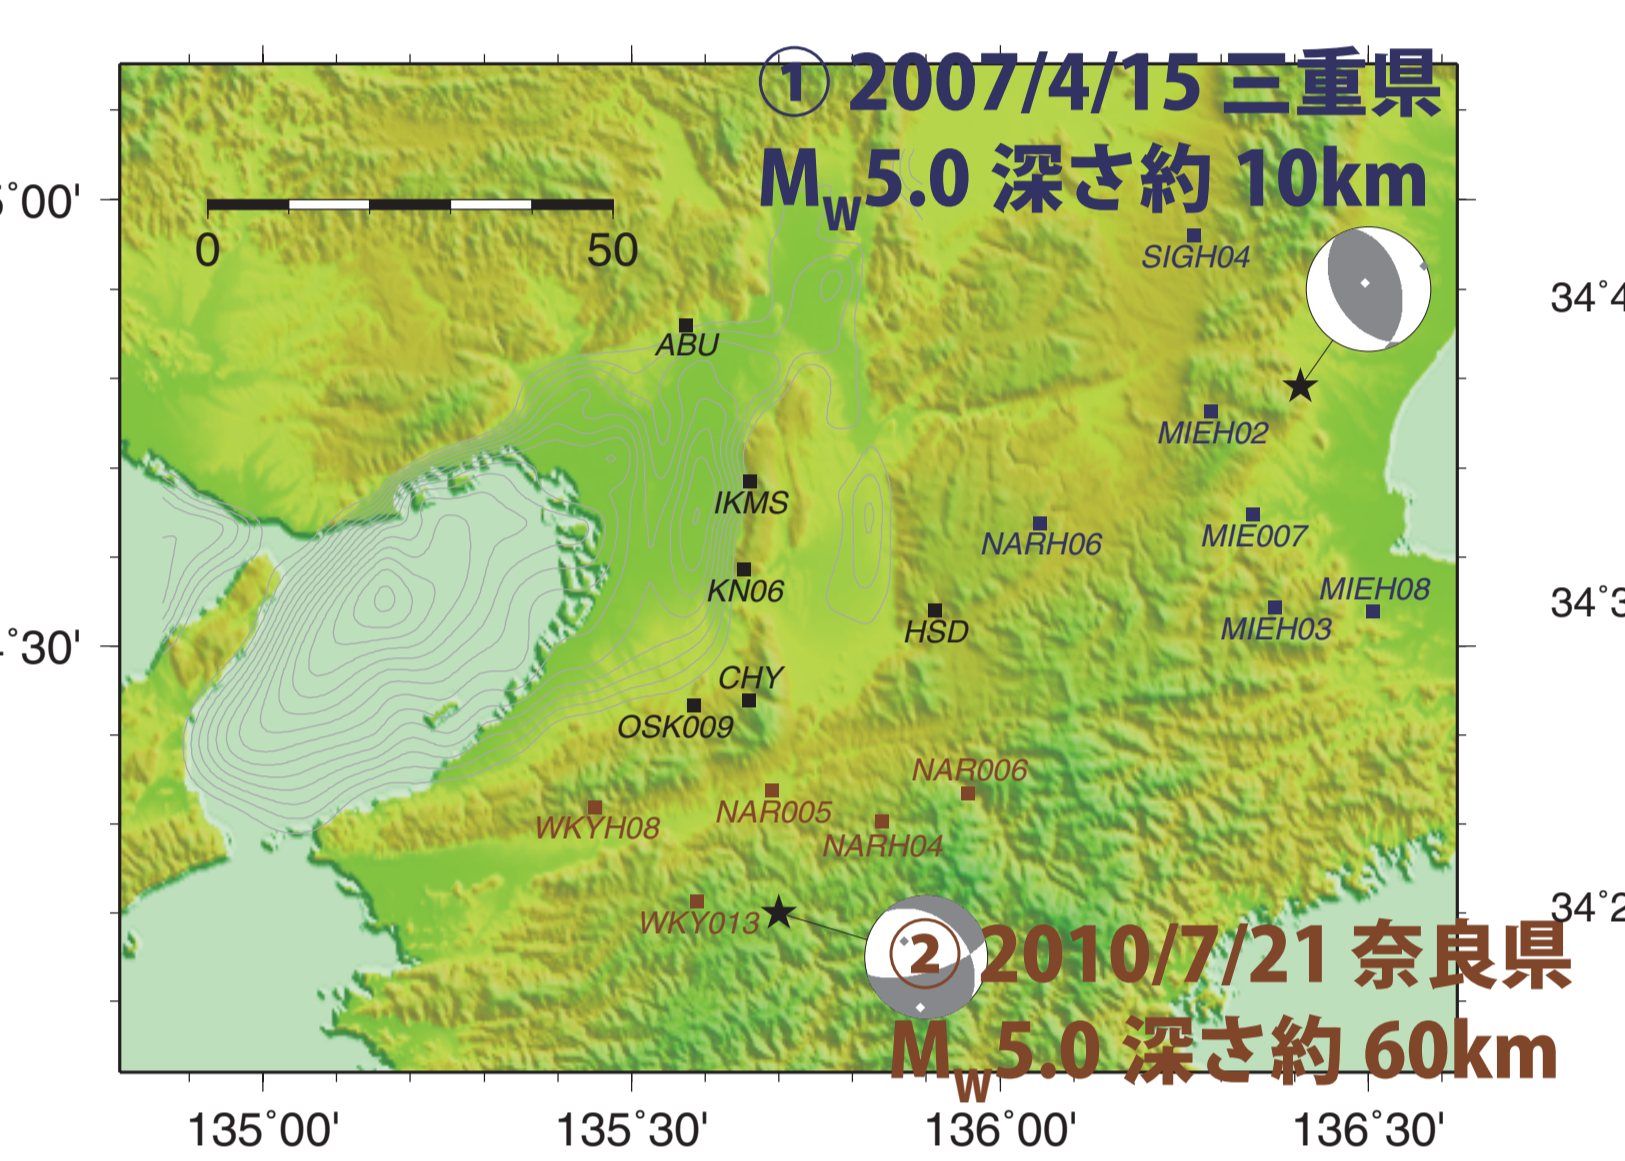 ① 2007/4/15 三重県
MW5.0 深さ約 10km
5°00'
0
50
SIGH04
34°4
ABU
MIEH02
IKMS
NARH06
MIE007
KN06
MIEH08
34°3
HSD
MIEH03
°30'
CHY
OSK009
NAR006
NAR005
WKYH08
NARH04
WKY013
34°2
② 2010/7/21 奈良県
MW5.0 深さ約 60km
135°00'
135°30'
136°00'
136°30'